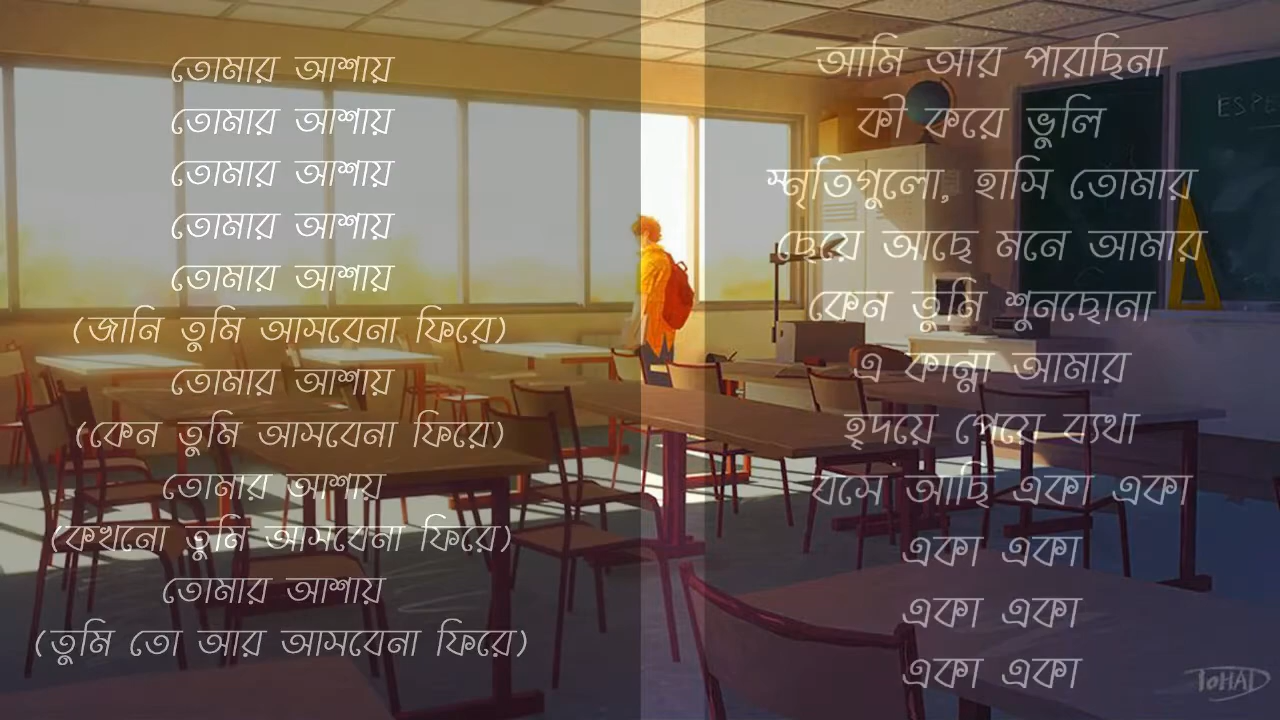 তোমার আশায়
তোমার আশায়
তোমার আশায়
তোমার আশায়
তোমার আশায়
(জানি তুমি আসবেনা ফিরে)
তোমার আশায়
(কেন তুমি আসবেনা ফিরে)
তোমার আশায়
(কখনো তুমি আসবেনা ফিরে)
তোমার আশায়
(তুমি তো আর আসবেনা ফিরে)
আমি আর পারছিনা
কী করে ভুলি
স্মৃতিগুলো, হাসি তোমার
ছেয়ে আছে মনে আমার
কেন তুমি শুনছোনা
এ কান্না আমার
হৃদয়ে পেয়ে ব্যথা
বসে আছি একা একা
একা একা
একা একা
একা একা
TOHAD